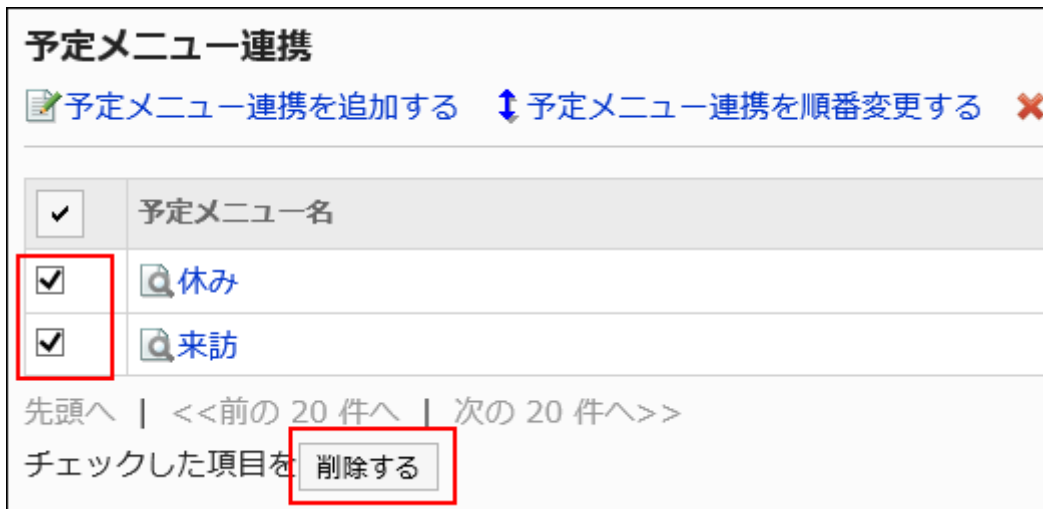 予定メニュー連携
予定メニュー連携を追加する 予定メニュー連携を順番変更する
予定メニュー名
休み
来訪
先頭へ | <<前の 20 件へ | 次の 20 件へ>>
チェックした項目を 削除する